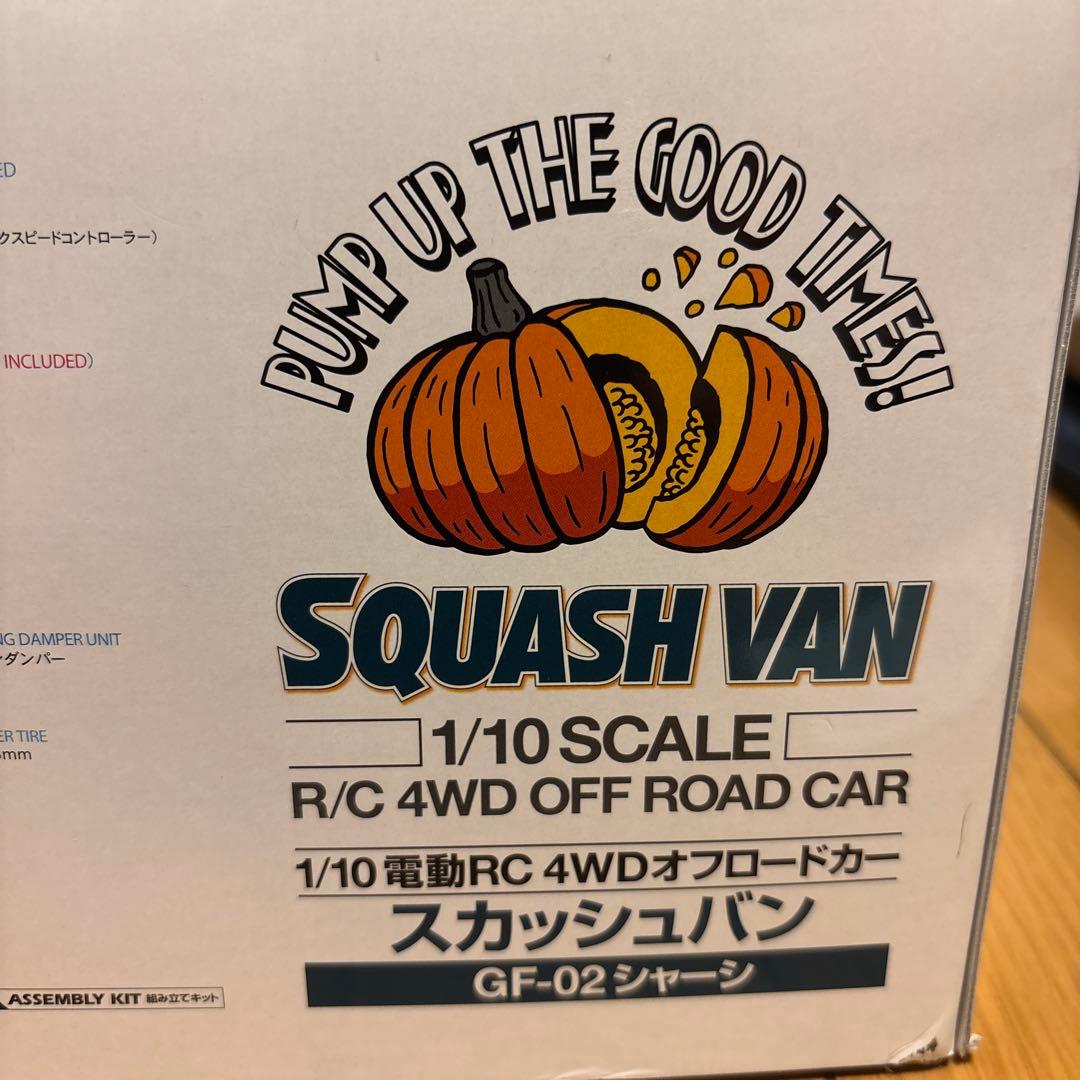 ED
クスピードコントローラー）
INCLUDED)
NG DAMPER UNIT
ダンパー
ER TIRE
mm
ASSEMBLY KIT 組み立てキット
PUMP UP THE GOOD TIMES!
SQUASH VAN
1/10 SCALE
R/C 4WD OFF ROAD CAR
1/10 電動RC 4WDオフロードカー
スカッシュバン
GF-02シャーシ